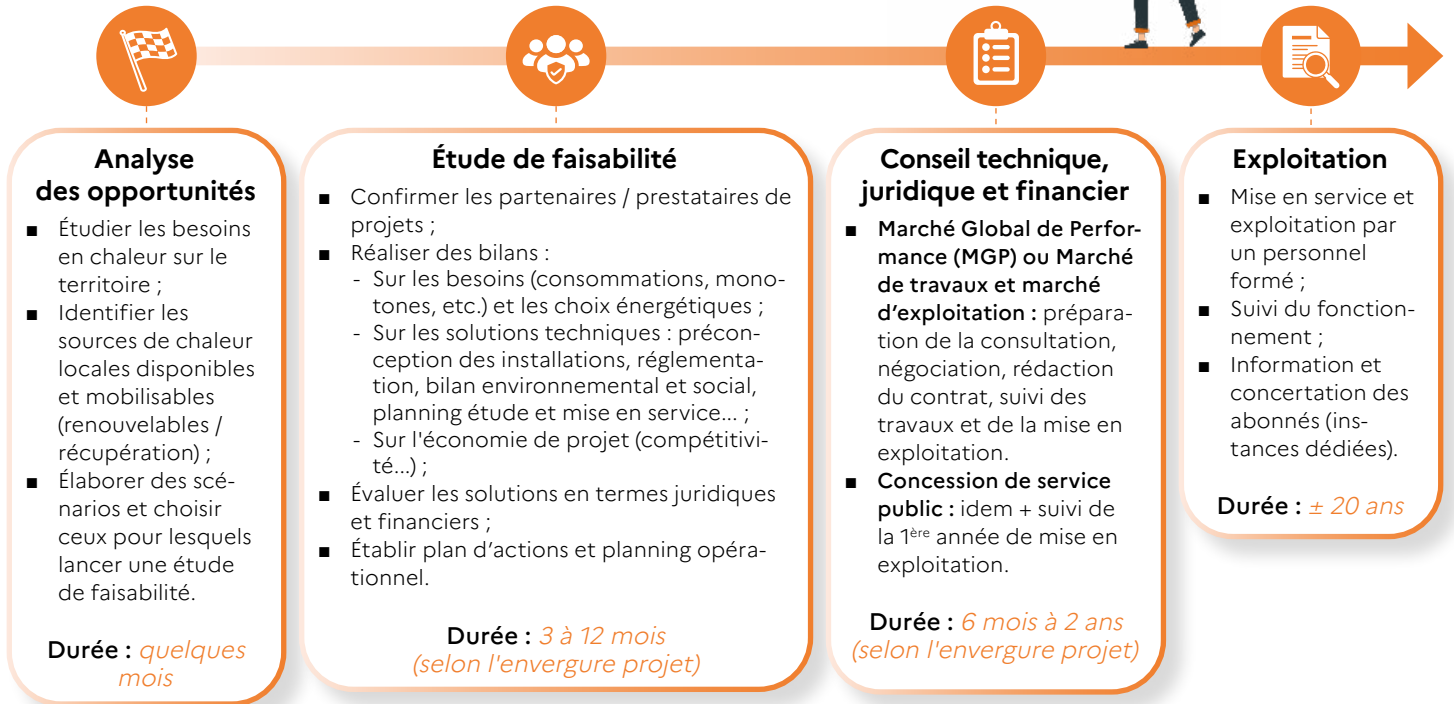 Analyse
des opportunités
■ Étudier les besoins
en chaleur sur le
territoire ;
■ Identifier les
sources de chaleur
locales disponibles
et mobilisables
(renouvelables /
récupération) ;
■ Élaborer des scé-
narios et choisir
ceux pour lesquels
lancer une étude
de faisabilité.
Durée : quelques
mois
Étude de faisabilité
■ Confirmer les partenaires / prestataires de
projets ;
■ Réaliser des bilans :
- Sur les besoins (consommations, mono-
tones, etc.) et les choix énergétiques ;
- Sur les solutions techniques : précon-
ception des installations, réglementa-
tion, bilan environnemental et social,
planning étude et mise en service... ;
- Sur l'économie de projet (compétitivi-
té...) ;
■ Évaluer les solutions en termes juridiques
et financiers ;
■ Établir plan d’actions et planning opéra-
tionnel.
Durée : 3 à 12 mois
(selon l'envergure projet)
Conseil technique,
juridique et financier
■ Marché Global de Perfor-
mance (MGP) ou Marché
de travaux et marché
d’exploitation : prépara-
tion de la consultation,
négociation, rédaction
du contrat, suivi des
travaux et de la mise en
exploitation.
■ Concession de service
public : idem + suivi de
la 1ère année de mise en
exploitation.
Durée : 6 mois à 2 ans
(selon l'envergure projet)
Exploitation
■ Mise en service et
exploitation par
un personnel
formé ;
■ Suivi du fonction-
nement ;
■ Information et
concertation des
abonnés (ins-
tances dédiées).
Durée : ± 20 ans